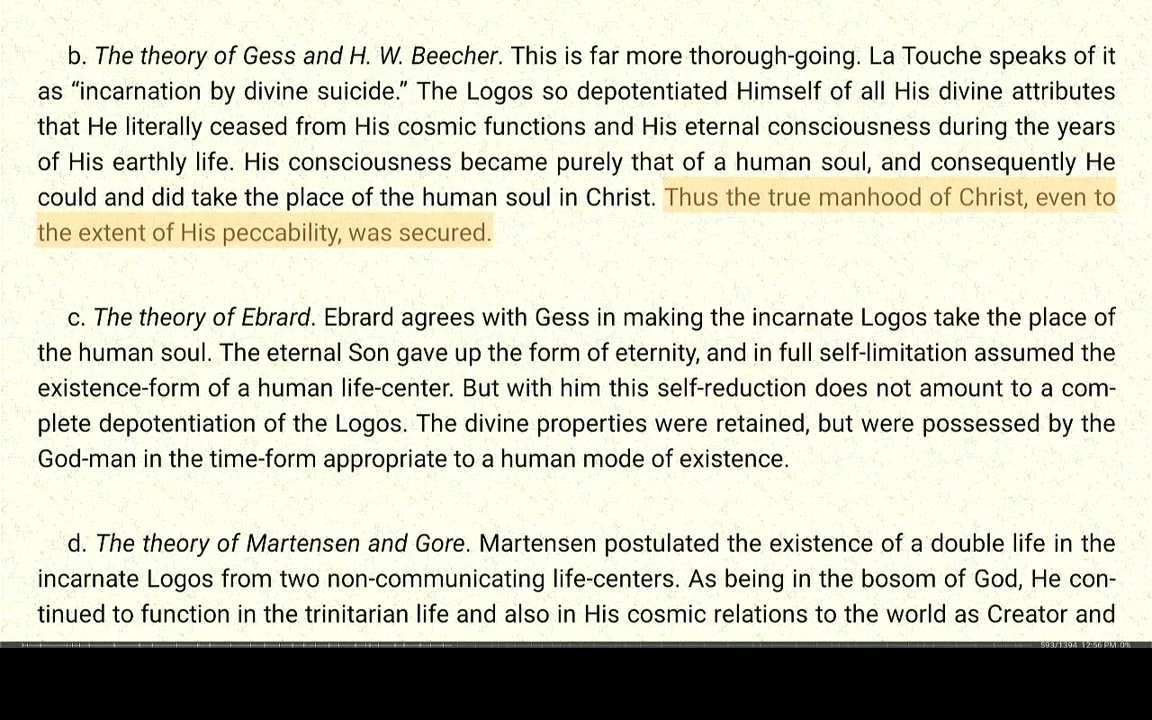 b. The theory of Gess and H. W. Beecher. This is far more thorough-going. La Touche speaks of it
as “incarnation by divine suicide.” The Logos so depotentiated Himself of all His divine attributes
that He literally ceased from His cosmic functions and His eternal consciousness during the years
of His earthly life. His consciousness became purely that of a human soul, and consequently He
could and did take the place of the human soul in Christ. Thus the true manhood of Christ, even to
the extent of His peccability, was secured.
c. The theory of Ebrard. Ebrard agrees with Gess in making the incarnate Logos take the place of
the human soul. The eternal Son gave up the form of eternity, and in full self-limitation assumed the
existence-form of a human life-center. But with him this self-reduction does not amount to a com-
plete depotentiation of the Logos. The divine properties were retained, but were possessed by the
God-man in the time-form appropriate to a human mode of existence.
d. The theory of Martensen and Gore. Martensen postulated the existence of a double life in the
incarnate Logos from two non-communicating life-centers. As being in the bosom of God, He con-
tinued to function in the trinitarian life and also in His cosmic relations to the world as Creator and
593/1394 12:56 PM 0%